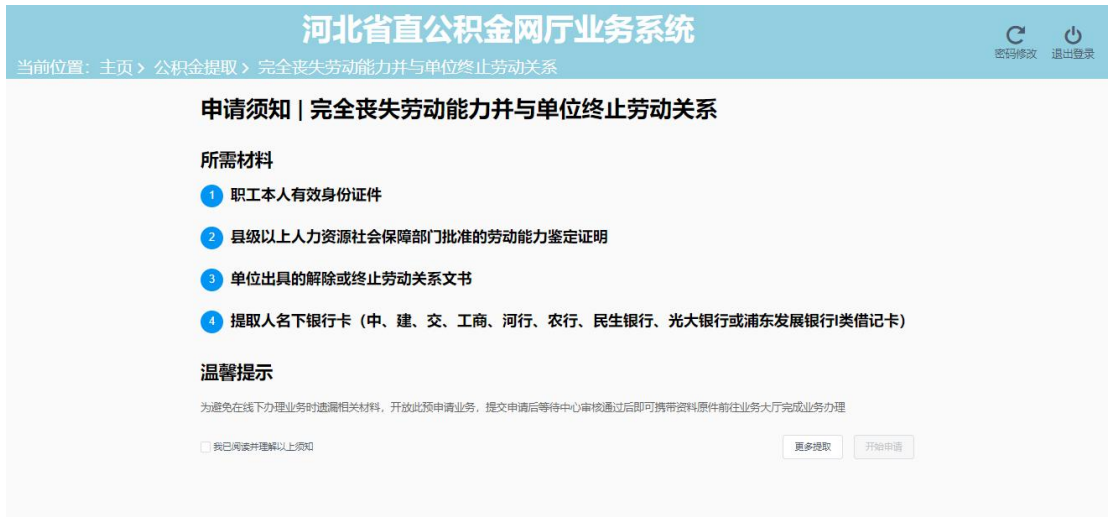 河北省直公积金网厅业务系统
密码修改
退出登录
当前位置：主页 > 公积金提取 > 完全丧失劳动能力并与单位终止劳动关系
申请须知 | 完全丧失劳动能力并与单位终止劳动关系
所需材料
1 职工本人有效身份证件
2 县级以上人力资源社会保障部门批准的劳动能力鉴定证明
3 单位出具的解除或终止劳动关系文书
4 提取人名下银行卡（中、建、交、工商、河行、农行、民生银行、光大银行或浦东发展银行I类借记卡）
温馨提示
为避免在线下办理业务时遗漏相关材料，开放此预申请业务，提交申请后等待中心审核通过后即可携带资料原件前往业务大厅完成业务办理
我已阅读并理解以上须知
更多提取
开始申请